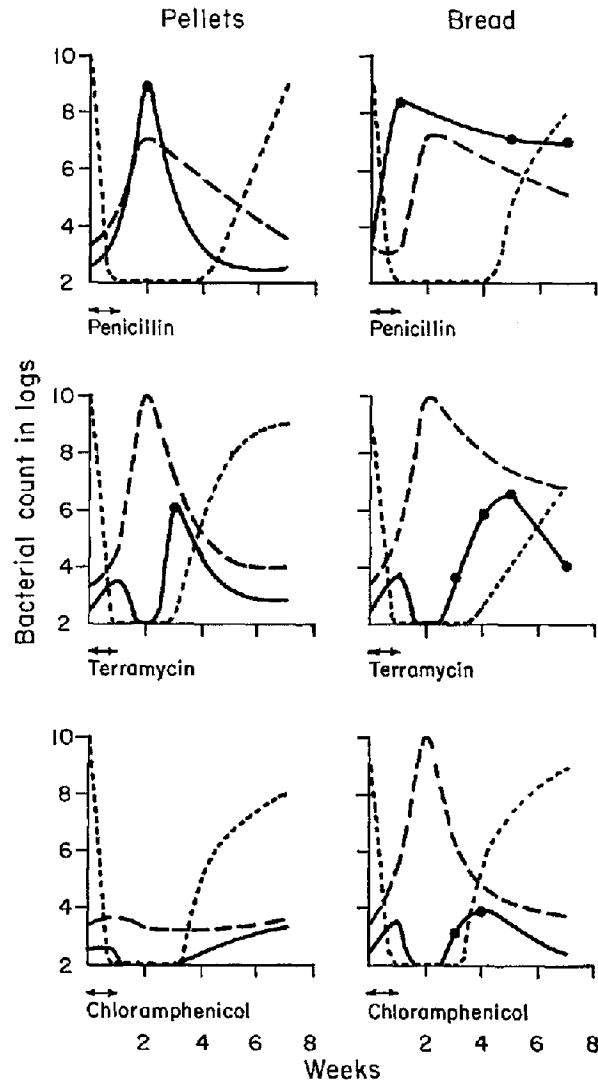 Pellets Bread
10
8
6
4
2
Penicillin Penicillin
Bacterial count in logs
10
8
6
4
2
Terramycin Terramycin
10
8
6
4
2
Chloramphenicol Chloramphenicol
2 4 6 8 2 4 6 8
Weeks